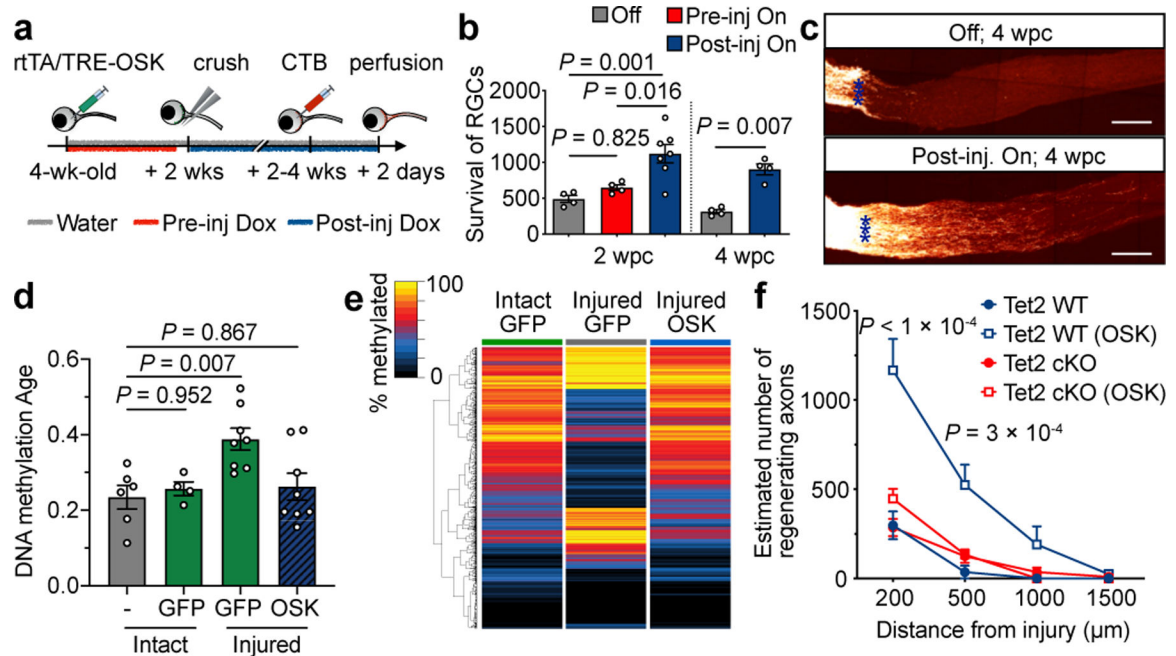 a
rtTA/TRE-OSK crush CTB perfusion
4-wk-old + 2 wks + 2-4 wks + 2 days
Water Pre-inj Dox Post-inj Dox
b
Off Pre-inj On
Post-inj On
Survival of RGCs
2000
1500
1000
500
0
P = 0.001
P = 0.016
P = 0.825
P = 0.007
2 wpc 4 wpc
c
Off; 4 wpc
***
Post-inj. On; 4 wpc
***
d
DNA methylation Age
0.6
0.4
0.2
0.0
P = 0.867
P = 0.007
P = 0.952
- GFP GFP OSK
Intact Injured
e
% methylated
100
0
Intact Injured Injured
GFP GFP OSK
f
Estimated number of
regenerating axons
1500
1000
500
0
Tet2 WT
Tet2 WT (OSK)
Tet2 cKO
Tet2 cKO (OSK)
P < 1 × 10⁻⁴
P = 3 × 10⁻⁴
200 500 1000 1500
Distance from injury (µm)